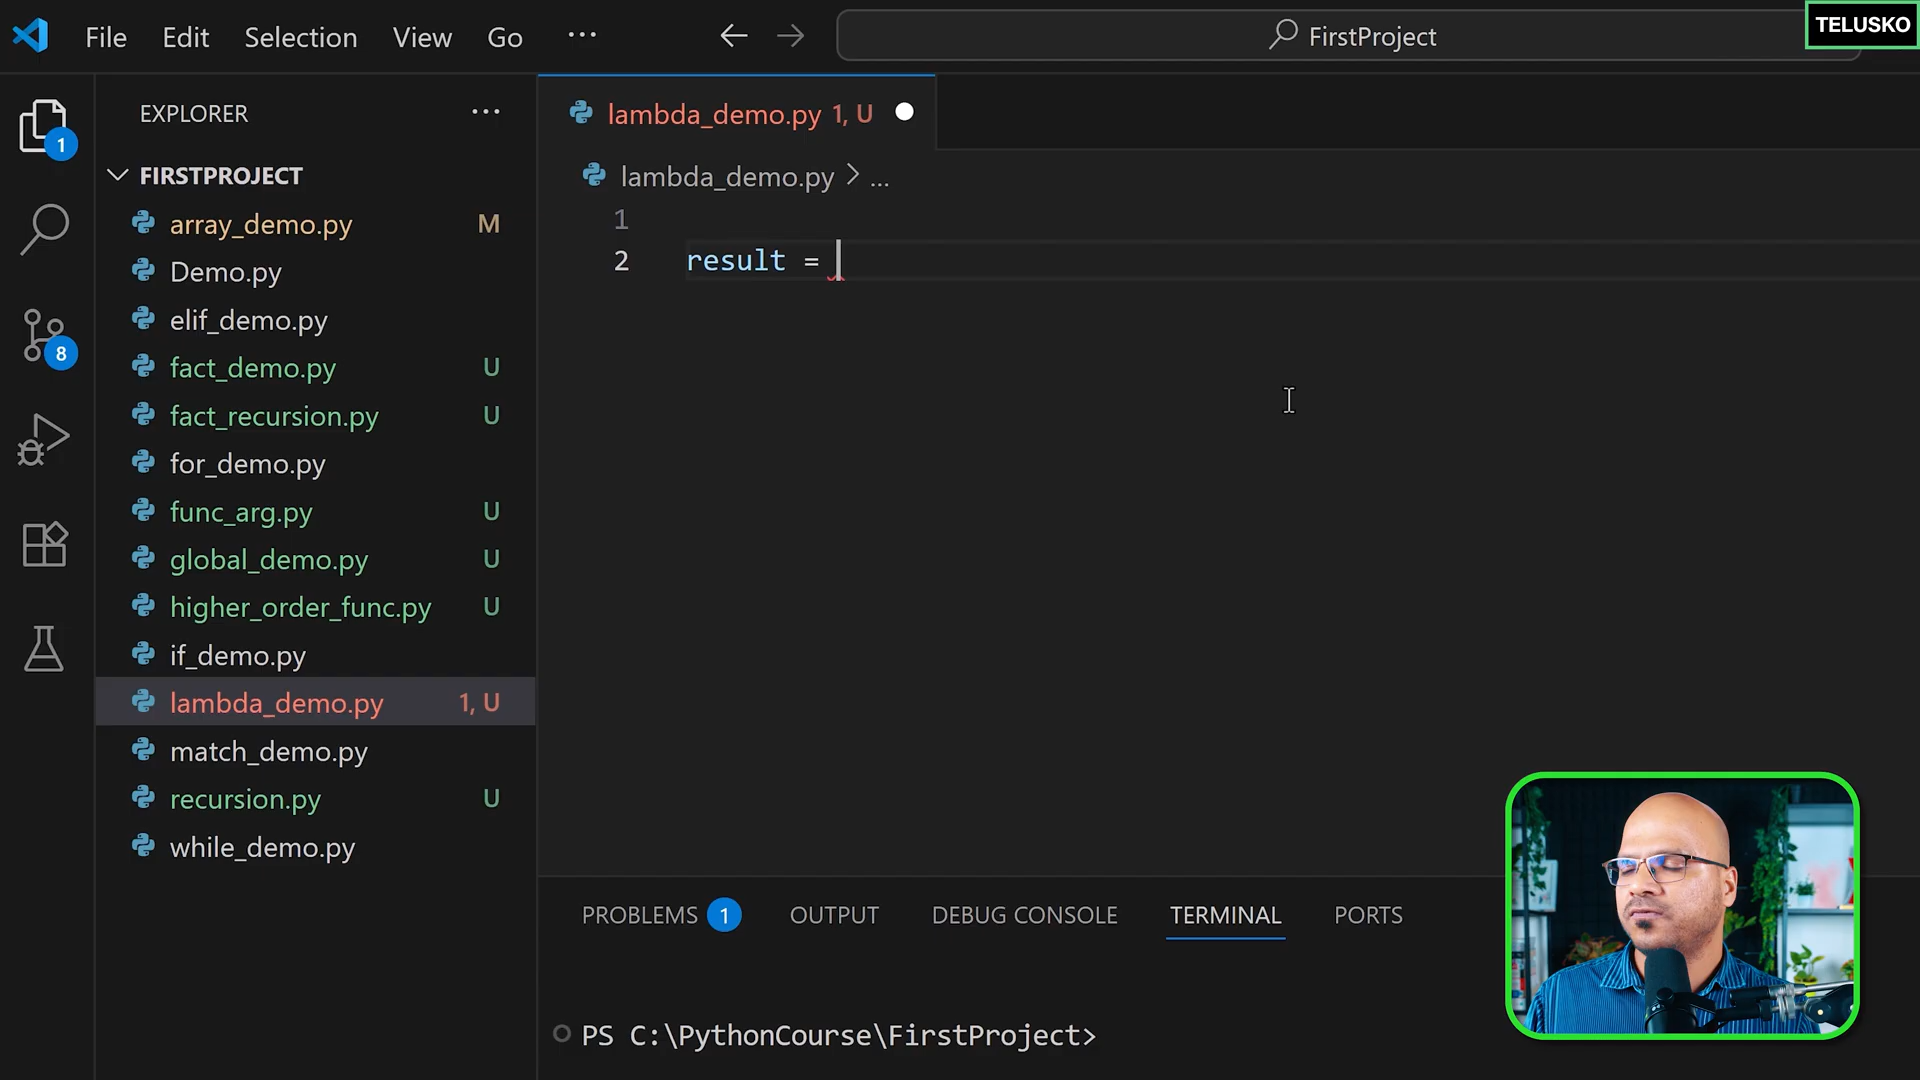 File Edit Selection View Go ... FirstProject TELUSKO
EXPLORER ...
lambda_demo.py 1, U
FIRSTPROJECT
lambda_demo.py > ...
array_demo.py M
Demo.py
elif_demo.py
fact_demo.py U
fact_recursion.py U
for_demo.py
func_arg.py U
global_demo.py U
higher_order_func.py U
if_demo.py
lambda_demo.py 1, U
match_demo.py
recursion.py U
while_demo.py
1
8
1
2 result =
PROBLEMS 1 OUTPUT DEBUG CONSOLE TERMINAL PORTS
PS C:\PythonCourse\FirstProject>